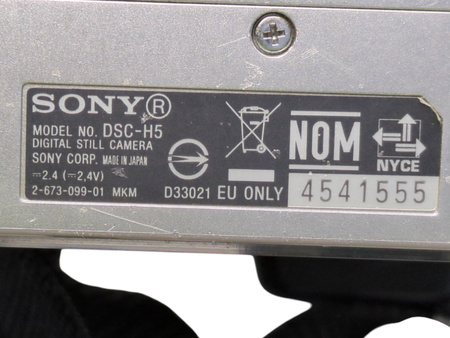 SONY®
MODEL NO. DSC-H5
DIGITAL STILL CAMERA
SONY CORP. MADE IN JAPAN
⎓2.4 (⎓2,4V)
2-673-099-01 MKM
D33021 EU ONLY
NOM
NYCE
4541555